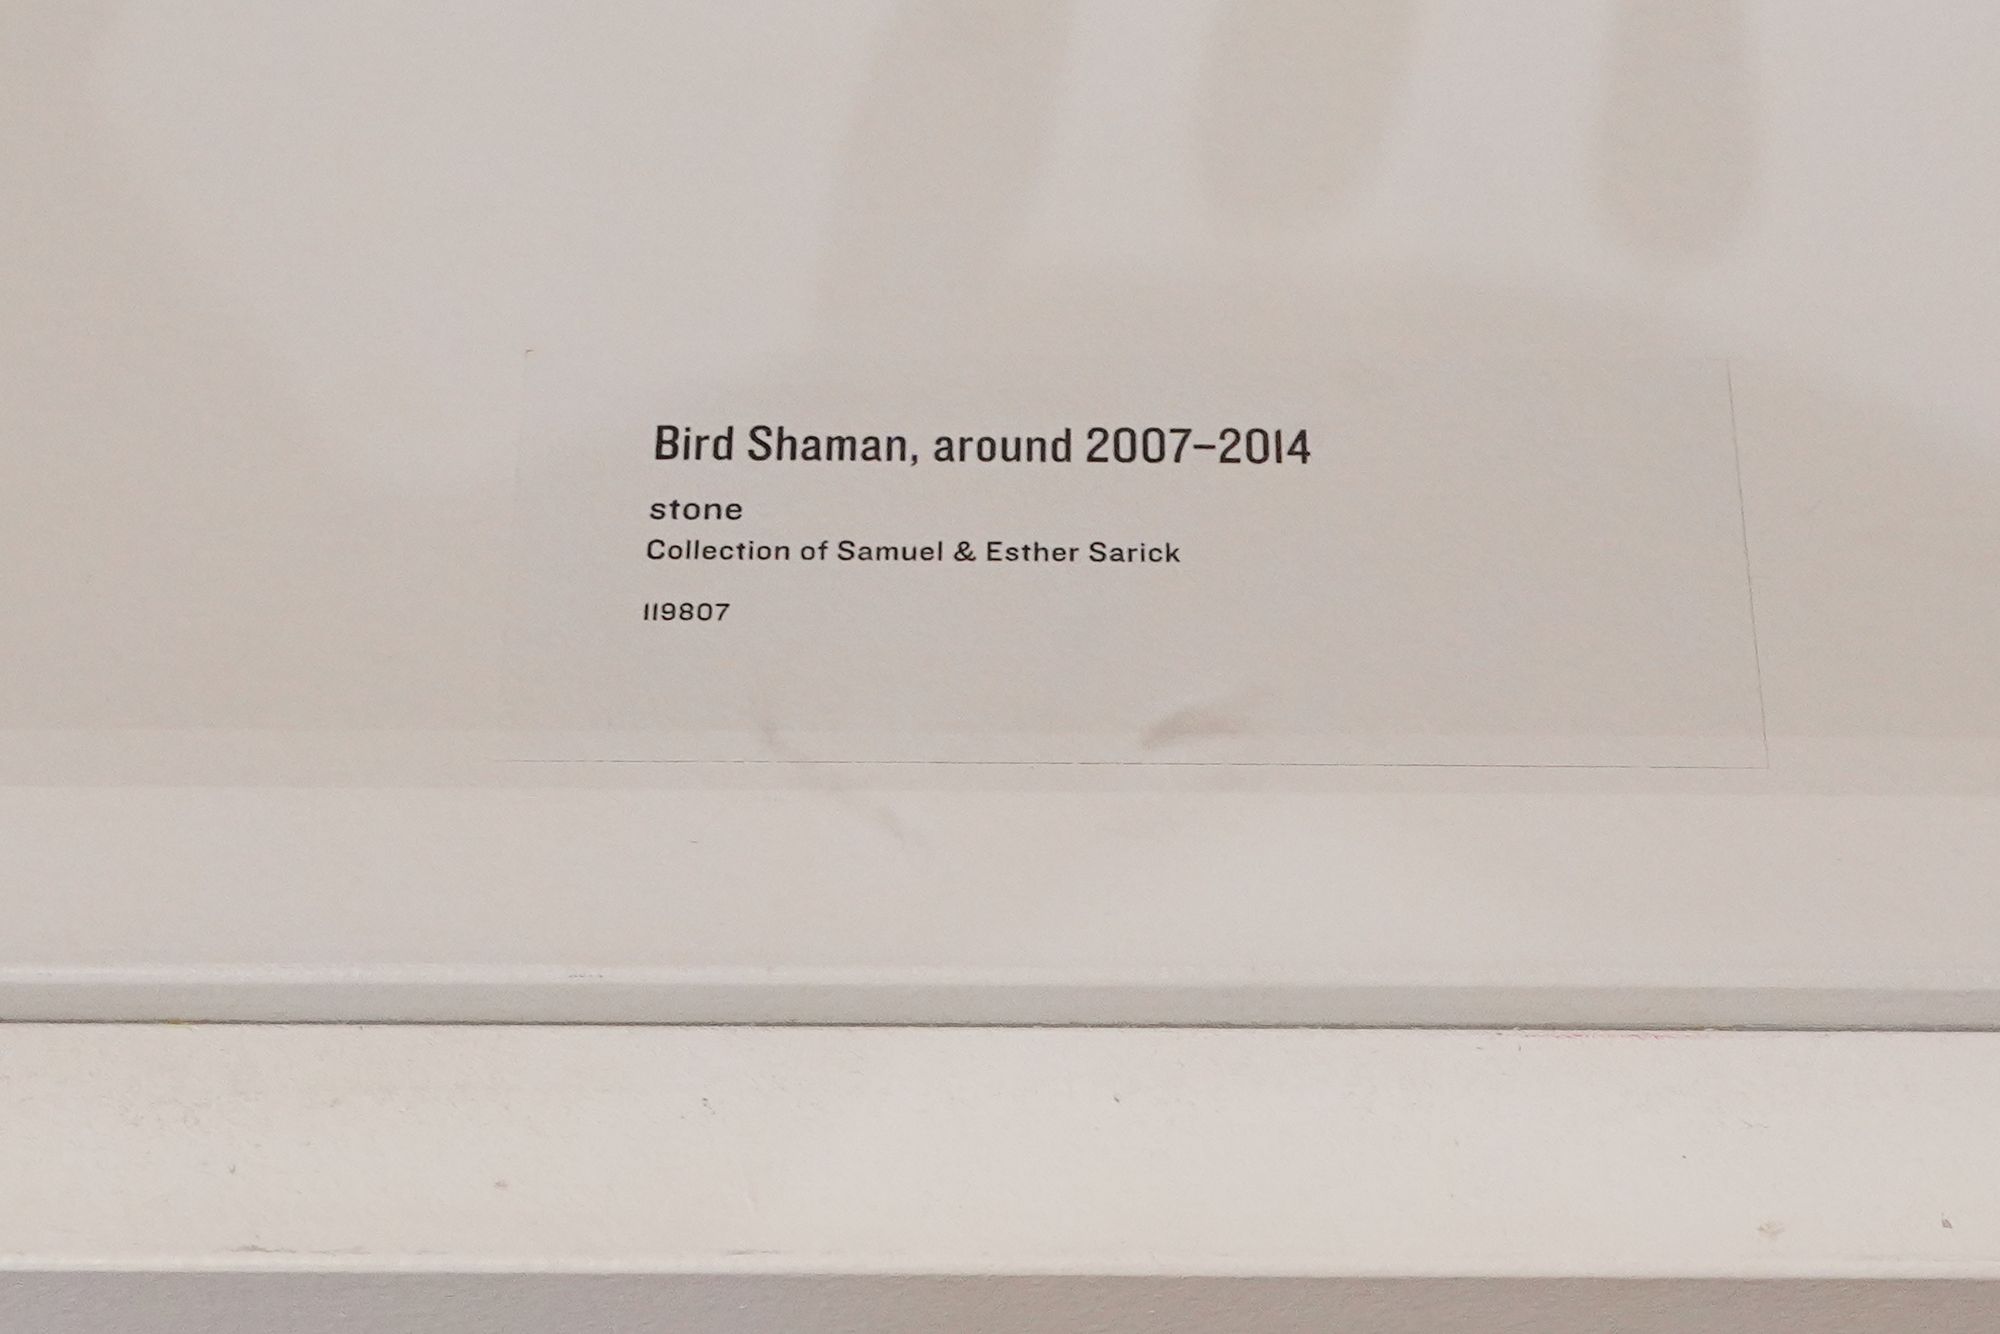 Bird Shaman, around 2007–2014
stone
Collection of Samuel & Esther Sarick
119807